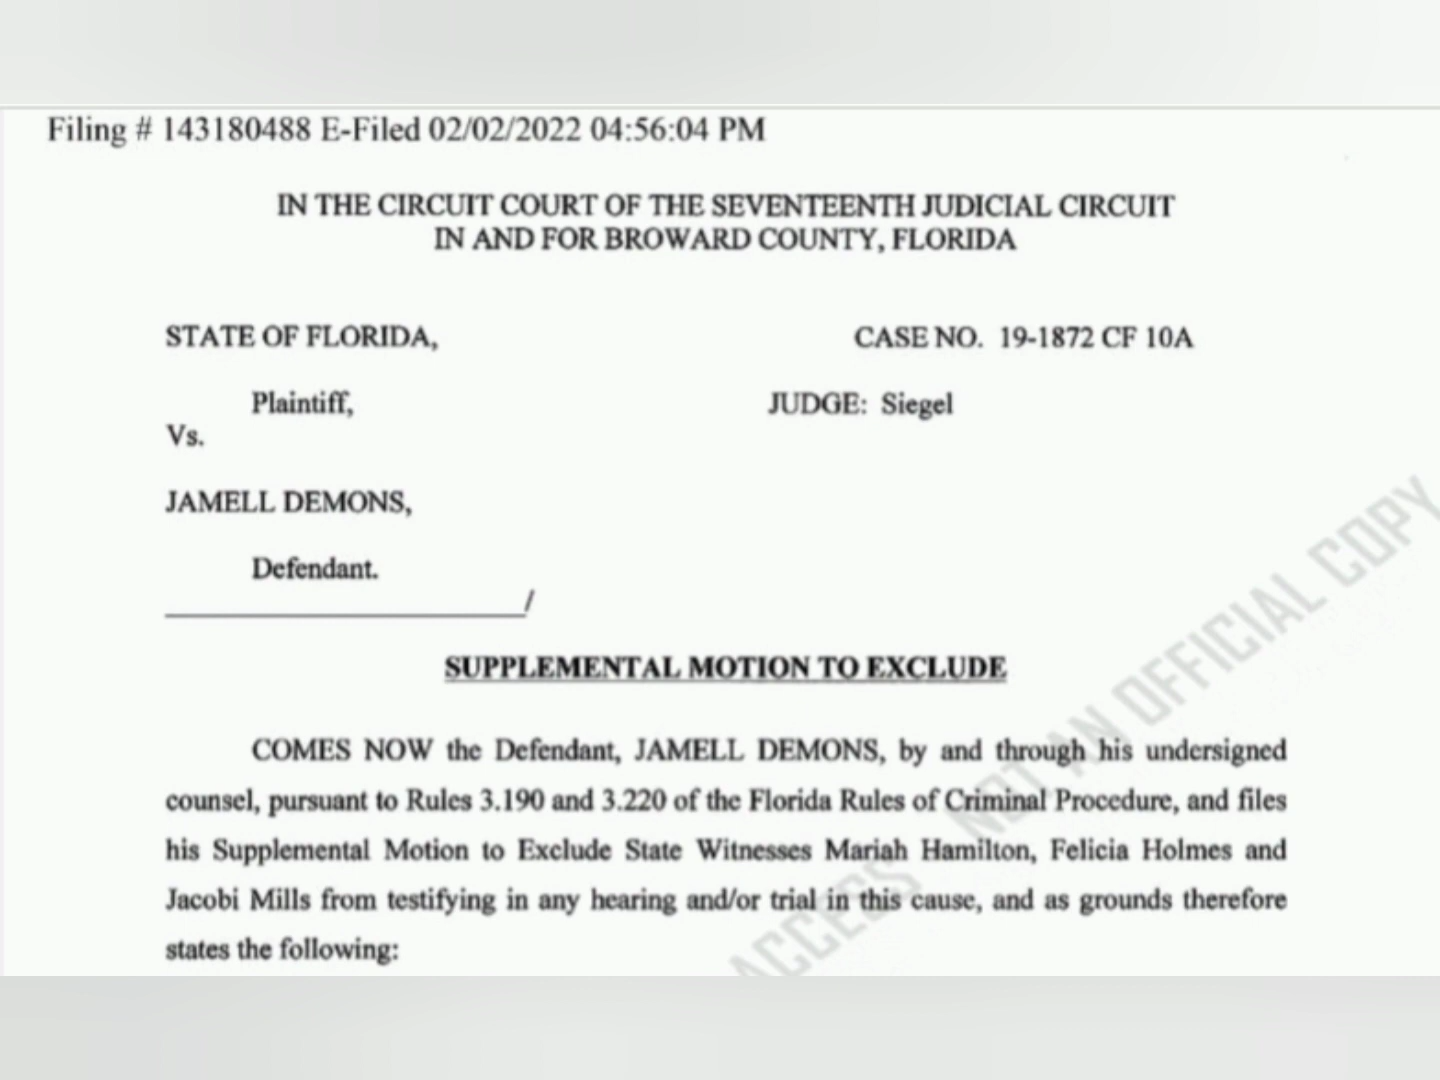 Filing # 143180488 E-Filed 02/02/2022 04:56:04 PM
IN THE CIRCUIT COURT OF THE SEVENTEENTH JUDICIAL CIRCUIT
IN AND FOR BROWARD COUNTY, FLORIDA
STATE OF FLORIDA,
CASE NO. 19-1872 CF 10A
Plaintiff,
JUDGE: Siegel
Vs.
JAMELL DEMONS,
Defendant.
/
SUPPLEMENTAL MOTION TO EXCLUDE
COMES NOW the Defendant, JAMELL DEMONS, by and through his undersigned
counsel, pursuant to Rules 3.190 and 3.220 of the Florida Rules of Criminal Procedure, and files
his Supplemental Motion to Exclude State Witnesses Mariah Hamilton, Felicia Holmes and
Jacobi Mills from testifying in any hearing and/or trial in this cause, and as grounds therefore
states the following:
ACCESS NOT AN OFFICIAL COPY